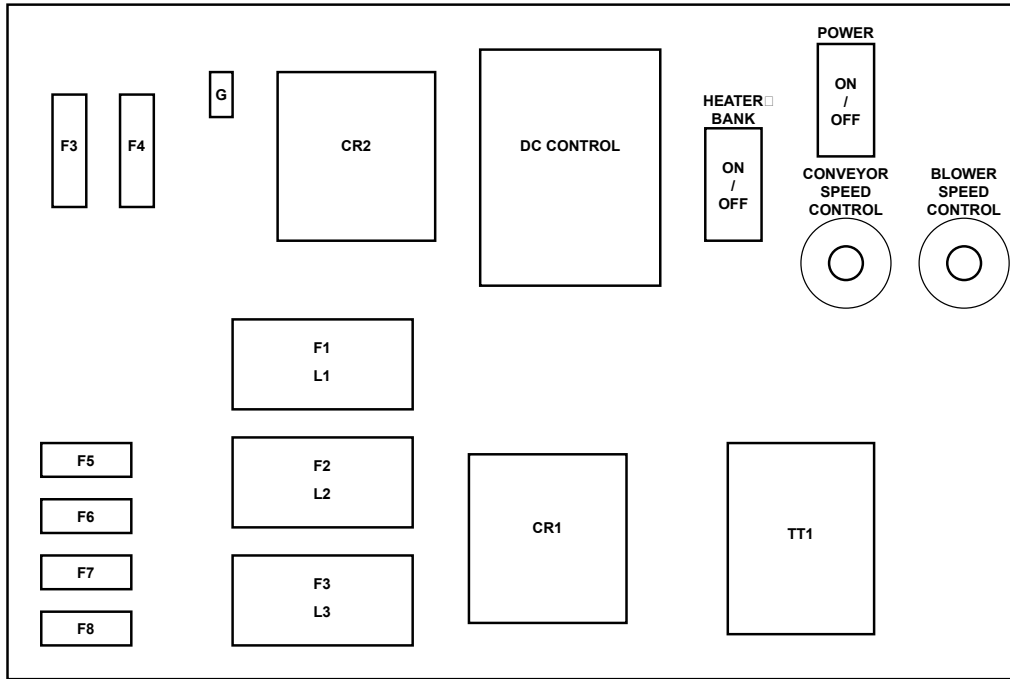 POWER
ON
/
OFF
HEATER
BANK
ON
/
OFF
CONVEYOR
SPEED
CONTROL
BLOWER
SPEED
CONTROL
G
F3
F4
CR2
DC CONTROL
F1
L1
F2
L2
F3
L3
F5
F6
F7
F8
CR1
TT1